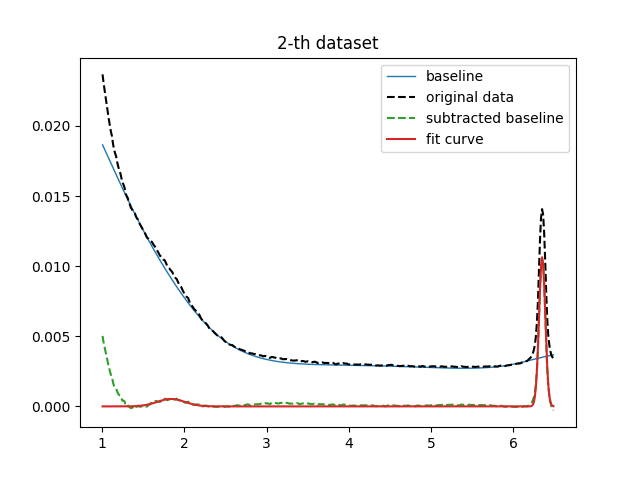 2-th dataset
baseline
original data
subtracted baseline
fit curve
0.020
0.015
0.010
0.005
0.000
1 2 3 4 5 6